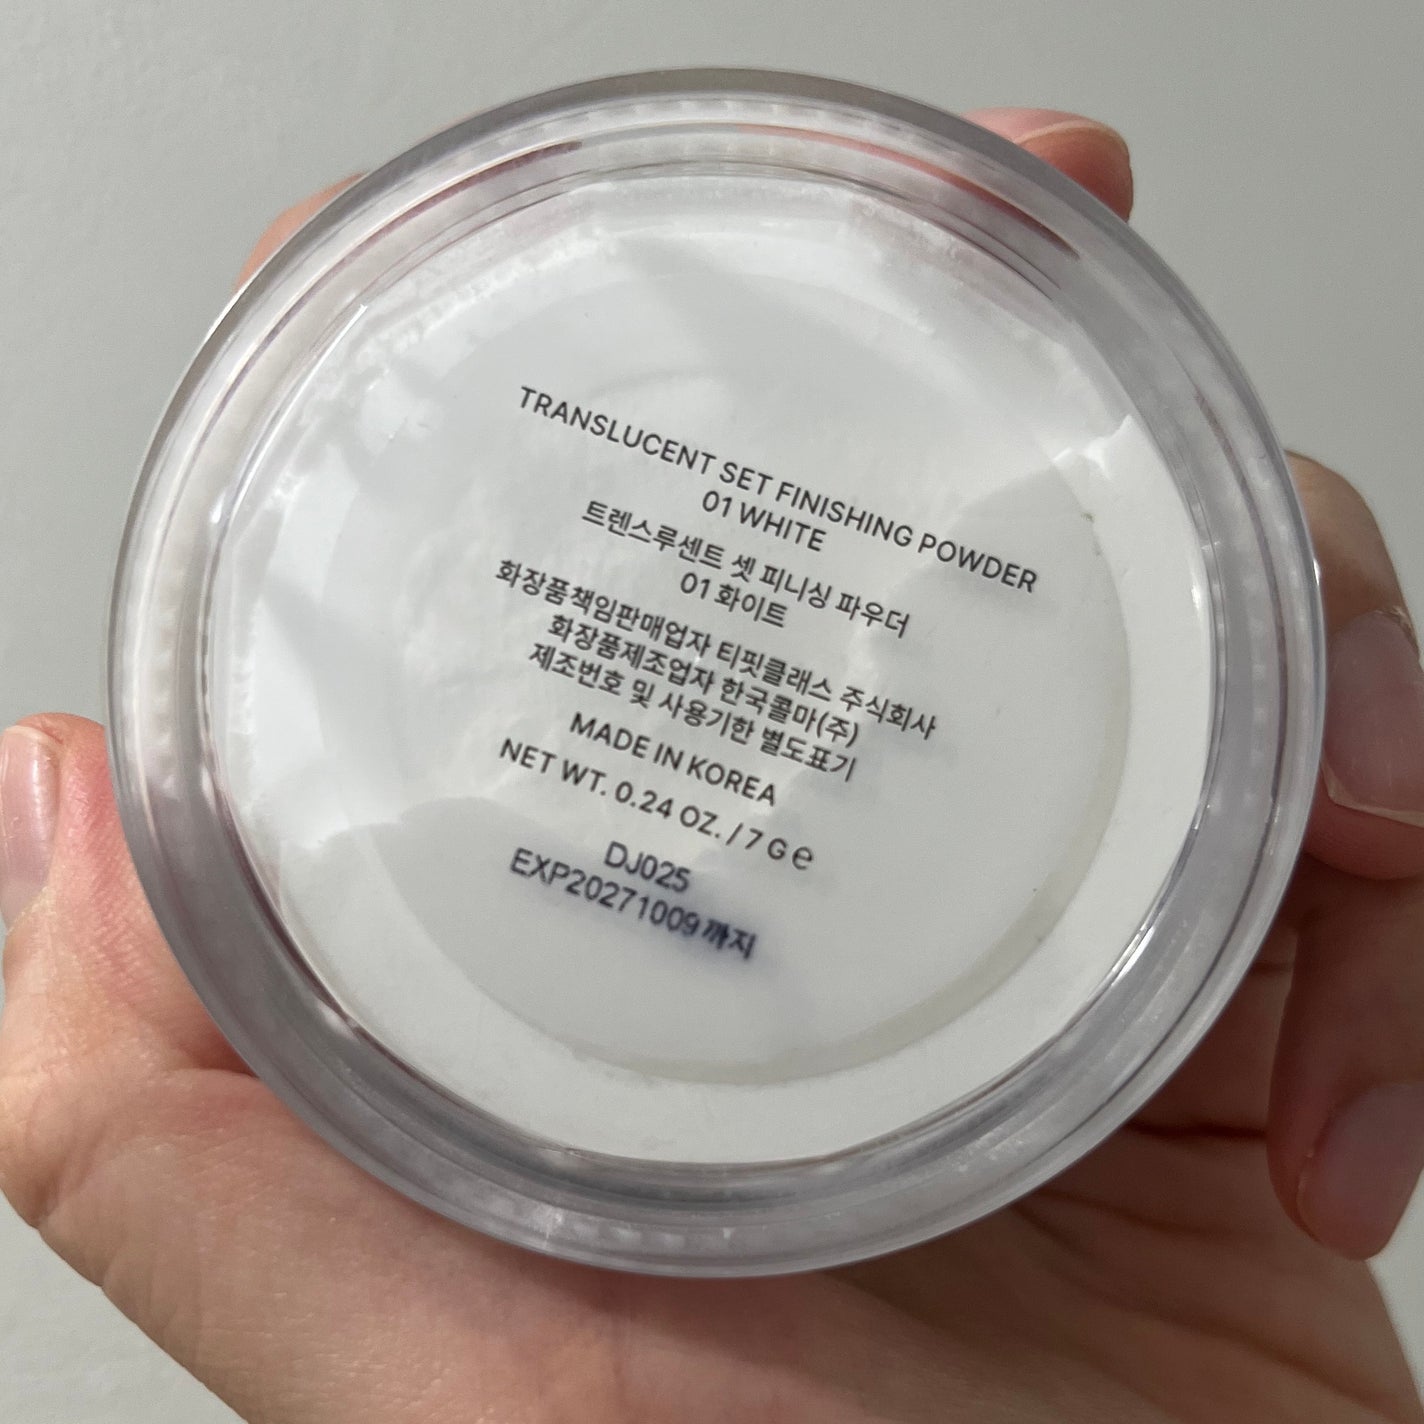 TRANSLUCENT SET FINISHING POWDER
01 WHITE
트렌스루센트 셋 피니싱 파우더
01 화이트
화장품책임판매업자 티핏클래스 주식회사
화장품제조업자 한국콜마(주)
제조번호 및 사용기한 별도표기
MADE IN KOREA
NET WT. 0.24 OZ. / 7 G ℮
DJ025
EXP20271009까지